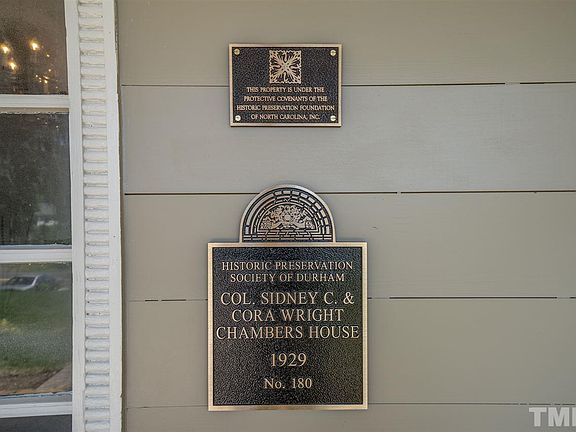 THIS PROPERTY IS UNDER THE
PROTECTIVE COVENANTS OF THE
HISTORIC PRESERVATION FOUNDATION
OF NORTH CAROLINA, INC.
HISTORIC PRESERVATION
SOCIETY OF DURHAM
COL. SIDNEY C. &
CORA WRIGHT
CHAMBERS HOUSE
1929
No. 180